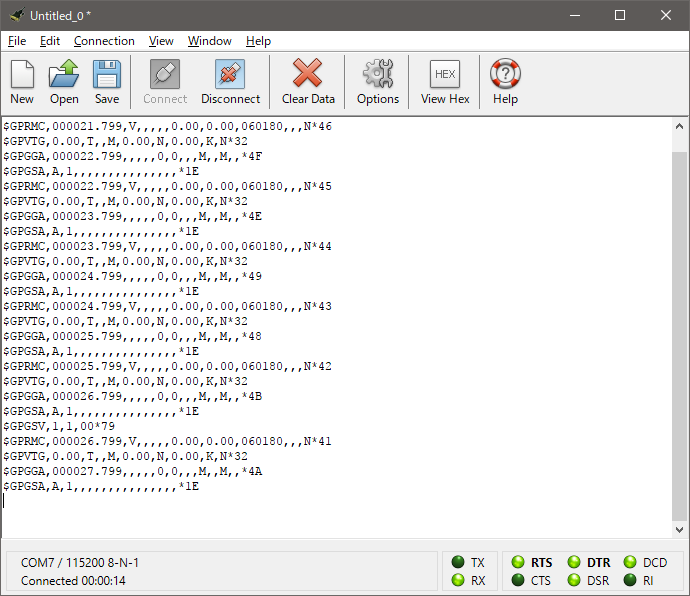 Untitled_0 *
File Edit Connection View Window Help
New Open Save Connect Disconnect Clear Data Options HEX View Hex Help
$GPRMC,000021.799,V,,,,,0.00,0.00,060180,,,N*46
$GPVTG,0.00,T,,M,0.00,N,0.00,K,N*32
$GPGGA,000022.799,,,,,0,0,,,M,,M,,*4F
$GPGSA,A,1,,,,,,,,,,,,,,,*1E
$GPRMC,000022.799,V,,,,,0.00,0.00,060180,,,N*45
$GPVTG,0.00,T,,M,0.00,N,0.00,K,N*32
$GPGGA,000023.799,,,,,0,0,,,M,,M,,*4E
$GPGSA,A,1,,,,,,,,,,,,,,,*1E
$GPRMC,000023.799,V,,,,,0.00,0.00,060180,,,N*44
$GPVTG,0.00,T,,M,0.00,N,0.00,K,N*32
$GPGGA,000024.799,,,,,0,0,,,M,,M,,*49
$GPGSA,A,1,,,,,,,,,,,,,,,*1E
$GPRMC,000024.799,V,,,,,0.00,0.00,060180,,,N*43
$GPVTG,0.00,T,,M,0.00,N,0.00,K,N*32
$GPGGA,000025.799,,,,,0,0,,,M,,M,,*48
$GPGSA,A,1,,,,,,,,,,,,,,,*1E
$GPRMC,000025.799,V,,,,,0.00,0.00,060180,,,N*42
$GPVTG,0.00,T,,M,0.00,N,0.00,K,N*32
$GPGGA,000026.799,,,,,0,0,,,M,,M,,*4B
$GPGSA,A,1,,,,,,,,,,,,,,,*1E
$GPGSV,1,1,00*79
$GPRMC,000026.799,V,,,,,0.00,0.00,060180,,,N*41
$GPVTG,0.00,T,,M,0.00,N,0.00,K,N*32
$GPGGA,000027.799,,,,,0,0,,,M,,M,,*4A
$GPGSA,A,1,,,,,,,,,,,,,,,*1E
COM7 / 115200 8-N-1 TX RTS DTR DCD
Connected 00:00:14 RX CTS DSR RI